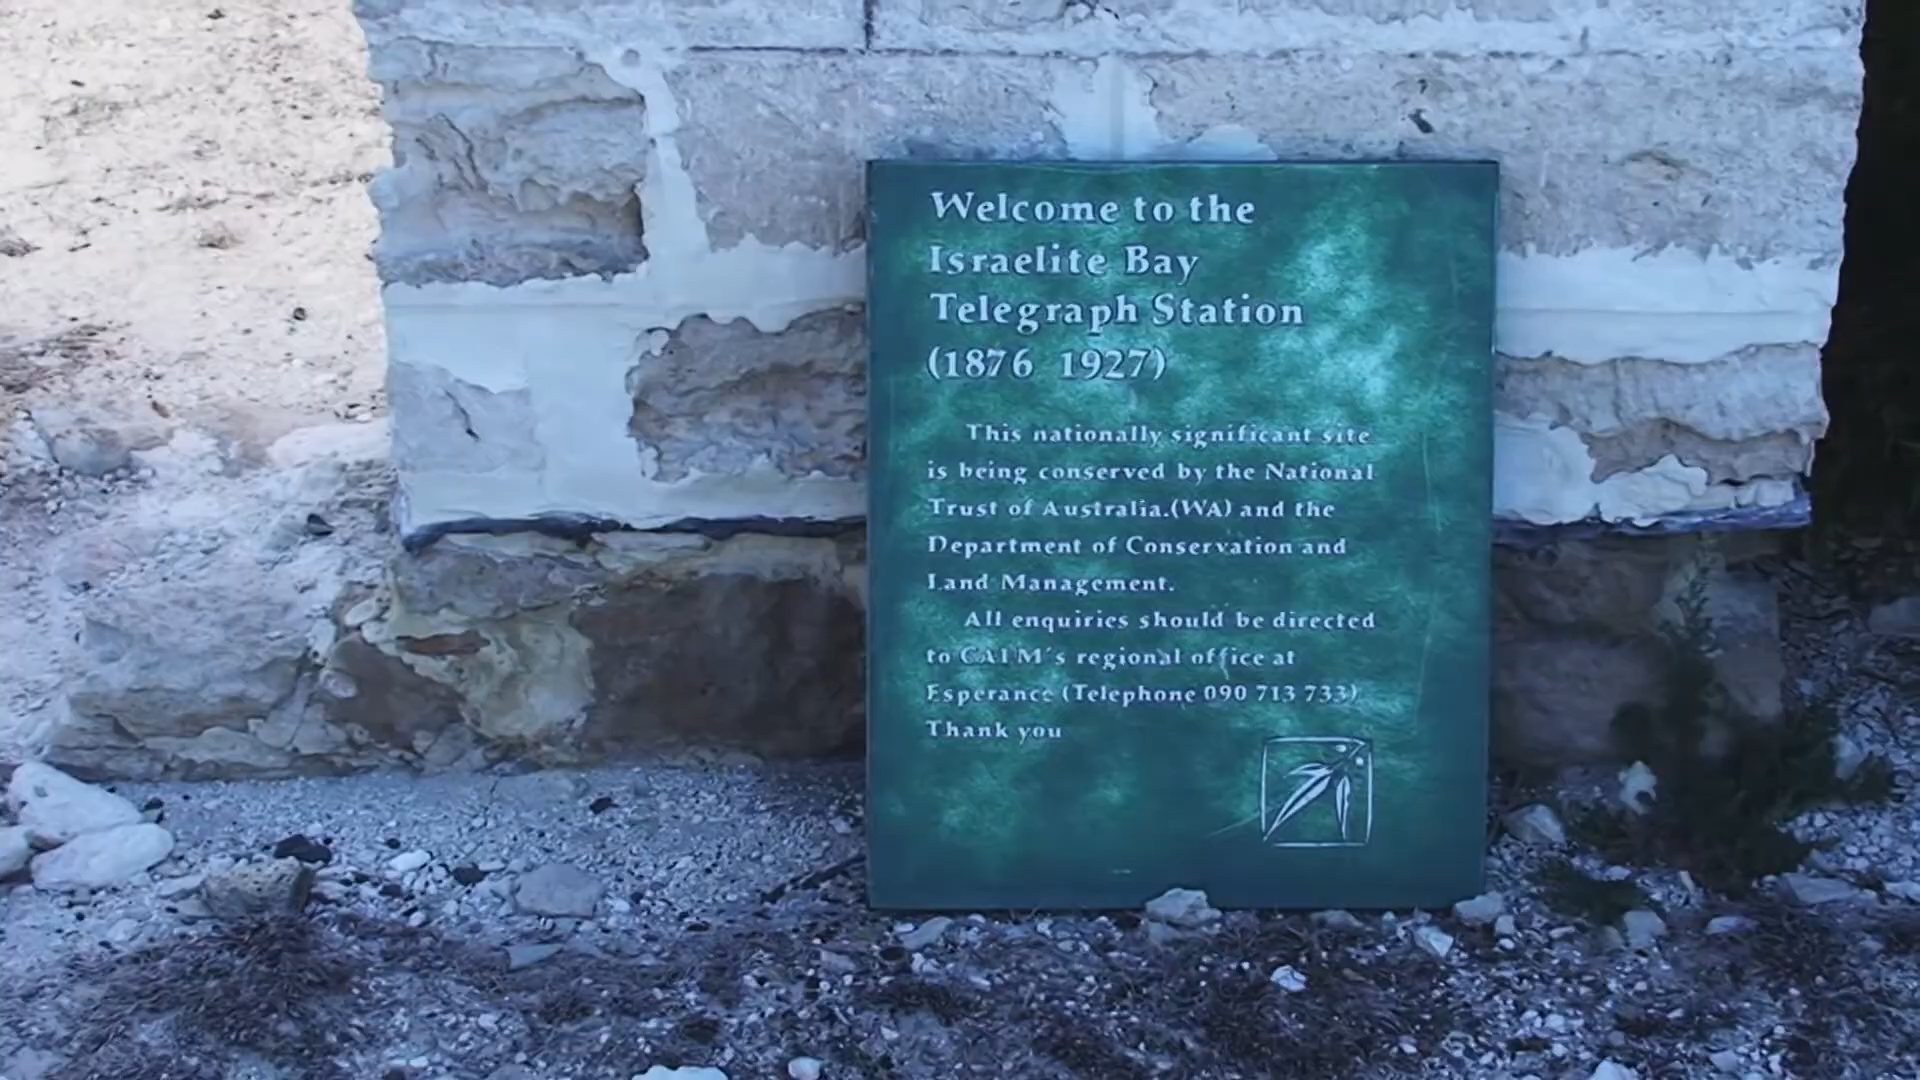 Welcome to the
Israelite Bay
Telegraph Station
(1876 1927)
This nationally significant site
is being conserved by the National
Trust of Australia.(WA) and the
Department of Conservation and
Land Management.
All enquiries should be directed
to CALM's regional office at
Esperance (Telephone 090 713 733)
Thank you